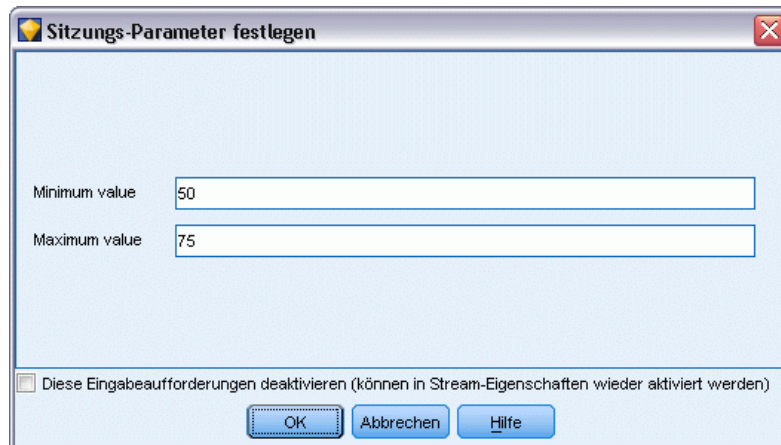 Sitzungs-Parameter festlegen
Minimum value 50
Maximum value 75
Diese Eingabeaufforderungen deaktivieren (können in Stream-Eigenschaften wieder aktiviert werden)
OK Abbrechen Hilfe